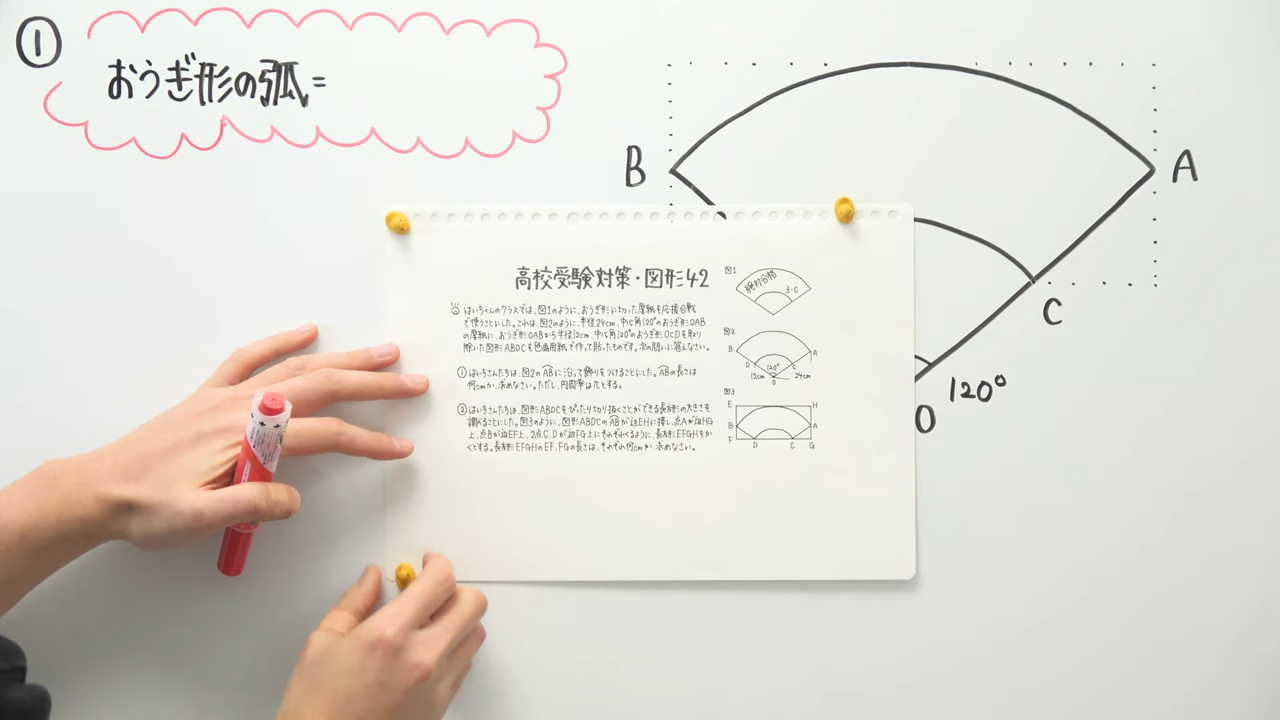 ①
おうぎ形の弧=
B
A
C
O
120°
高校受験対策・図形42
はいちくんのクラスでは、図1のように、おうぎ形に切った厚紙を応援合戦
で使うことにした。これは、図2のように、半径24cm、中心角120°のおうぎ形OAB
の厚紙に、おうぎ形OABから半径12cm、中心角120°のおうぎ形OCDを取り
除いた図形ABDCを色画用紙で作って貼ったものです。次の問いに答えなさい。
①はいちさんたちは、図2のABに沿って飾りをつけることにした。ABの長さは
何cmか、求めなさい。ただし、円周率はπとする。
②はいちさんたちは、図形ABDCをぴったり切り抜くことができる長方形の大きさを
調べることにした。図3のように、図形ABDCのABが辺EHに接し、点Aが辺HG
上、点Bが辺EF上、2点C、Dが辺FG上にそれぞれくるように、長方形EFGHをか
くとする。長方形EFGHのEF、FGの長さは、それぞれ何cmか、求めなさい。
図1
絶対合格
3-C
図2
B
A
D
120°
C
12cm
O
24cm
図3
E
H
B
A
F
D
C
G